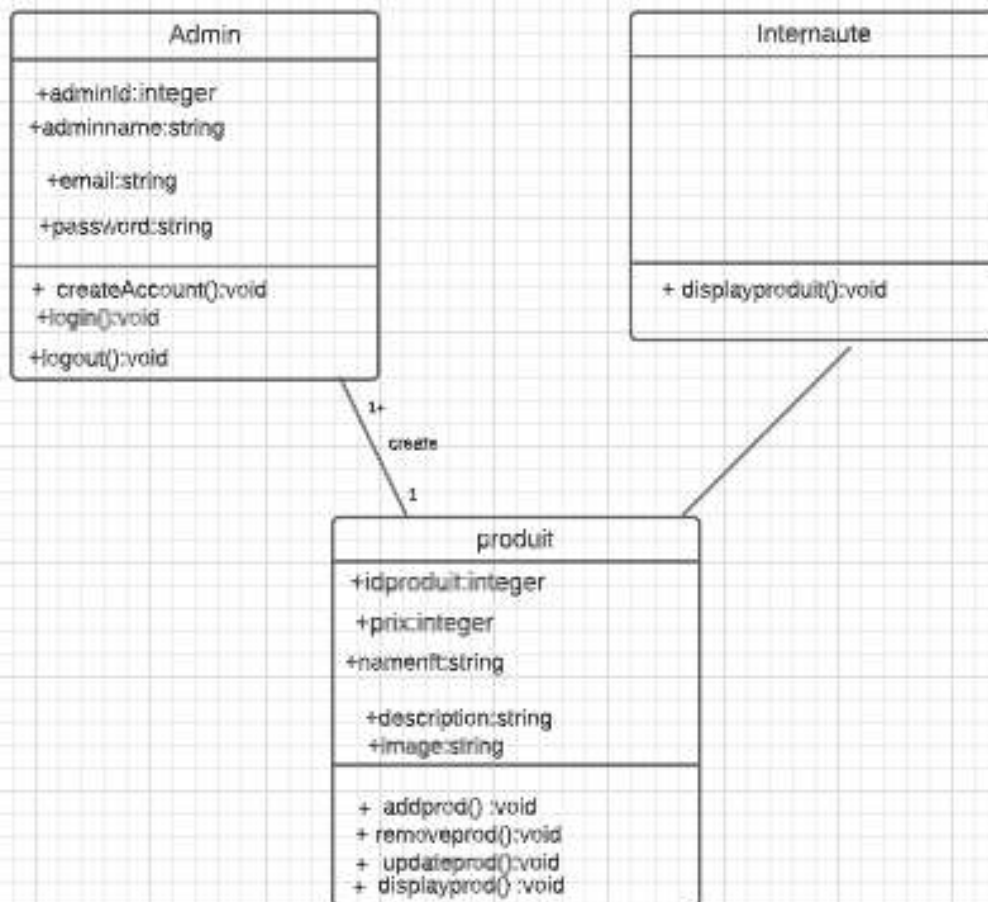 Admin
+adminId:integer
+adminname:string
+email:string
+password:string
+ createAccount():void
+login():void
+logout():void
Internaute
+ displayproduit():void
1+
create
1
produit
+idproduit:integer
+prix:integer
+namenft:string
+description:string
+image:string
+ addprod() :void
+ removeprod():void
+ updateprod():void
+ displayprod() :void